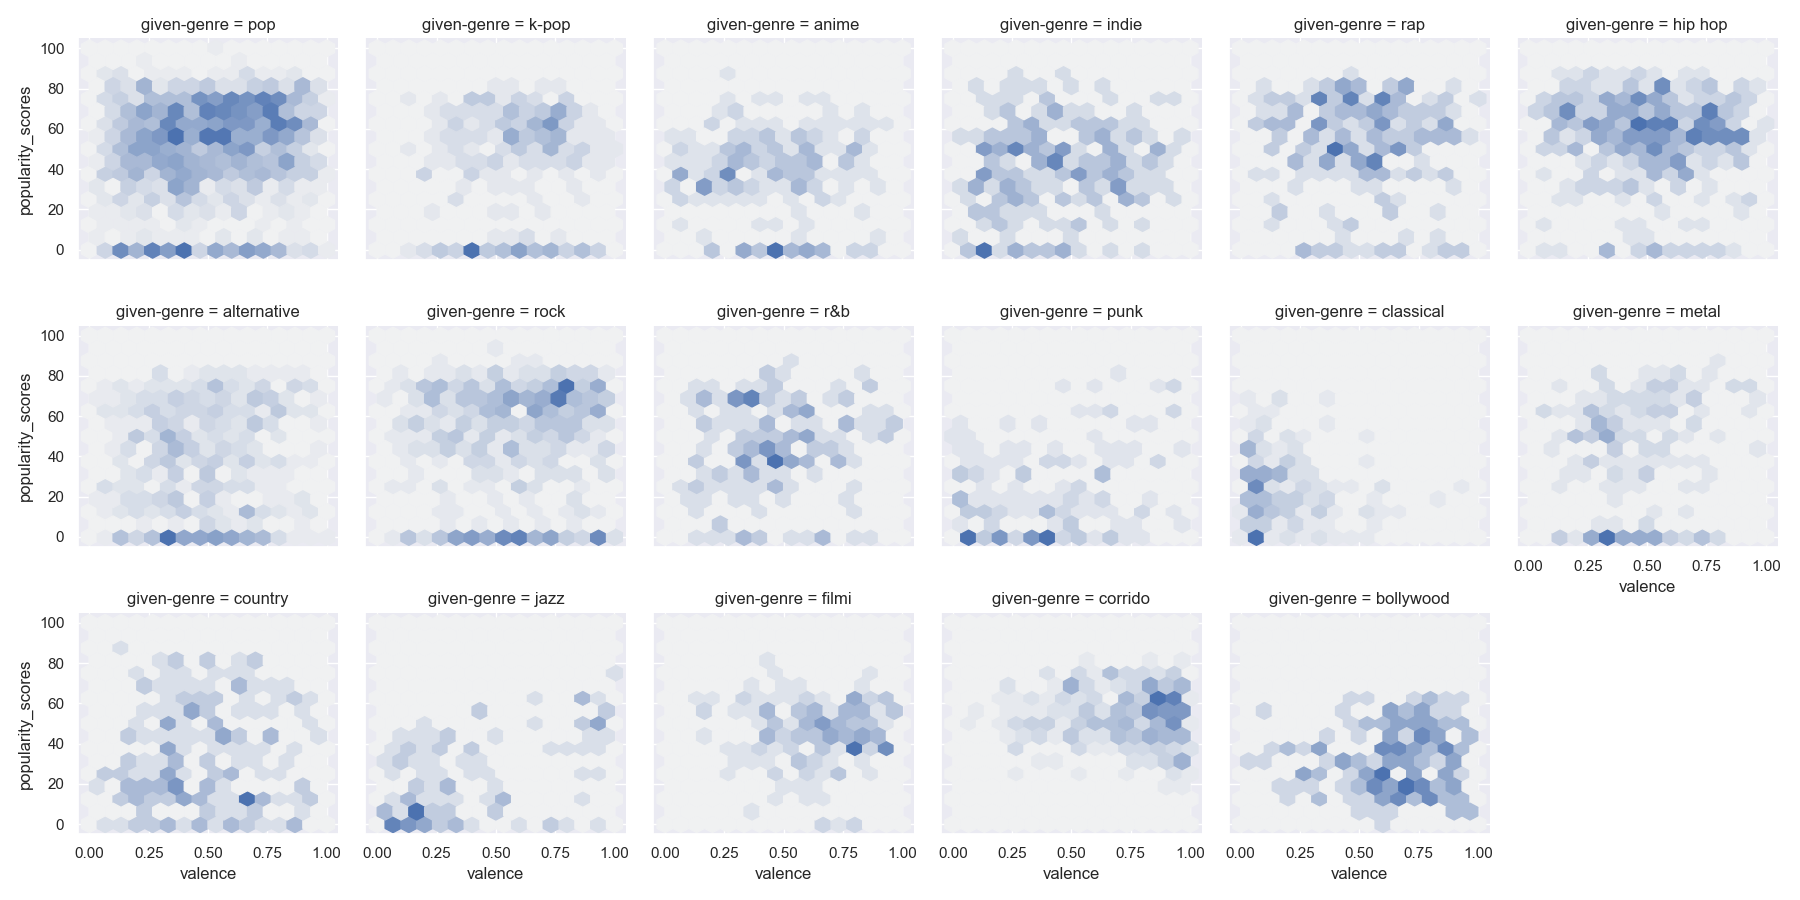 given-genre = pop
given-genre = k-pop
given-genre = anime
given-genre = indie
given-genre = rap
given-genre = hip hop
100
80
60
40
20
0
popularity_scores
given-genre = alternative
given-genre = rock
given-genre = r&b
given-genre = punk
given-genre = classical
given-genre = metal
100
80
60
40
20
0
popularity_scores
0.00 0.25 0.50 0.75 1.00
valence
given-genre = country
given-genre = jazz
given-genre = filmi
given-genre = corrido
given-genre = bollywood
100
80
60
40
20
0
popularity_scores
0.00 0.25 0.50 0.75 1.00
valence
0.00 0.25 0.50 0.75 1.00
valence
0.00 0.25 0.50 0.75 1.00
valence
0.00 0.25 0.50 0.75 1.00
valence
0.00 0.25 0.50 0.75 1.00
valence